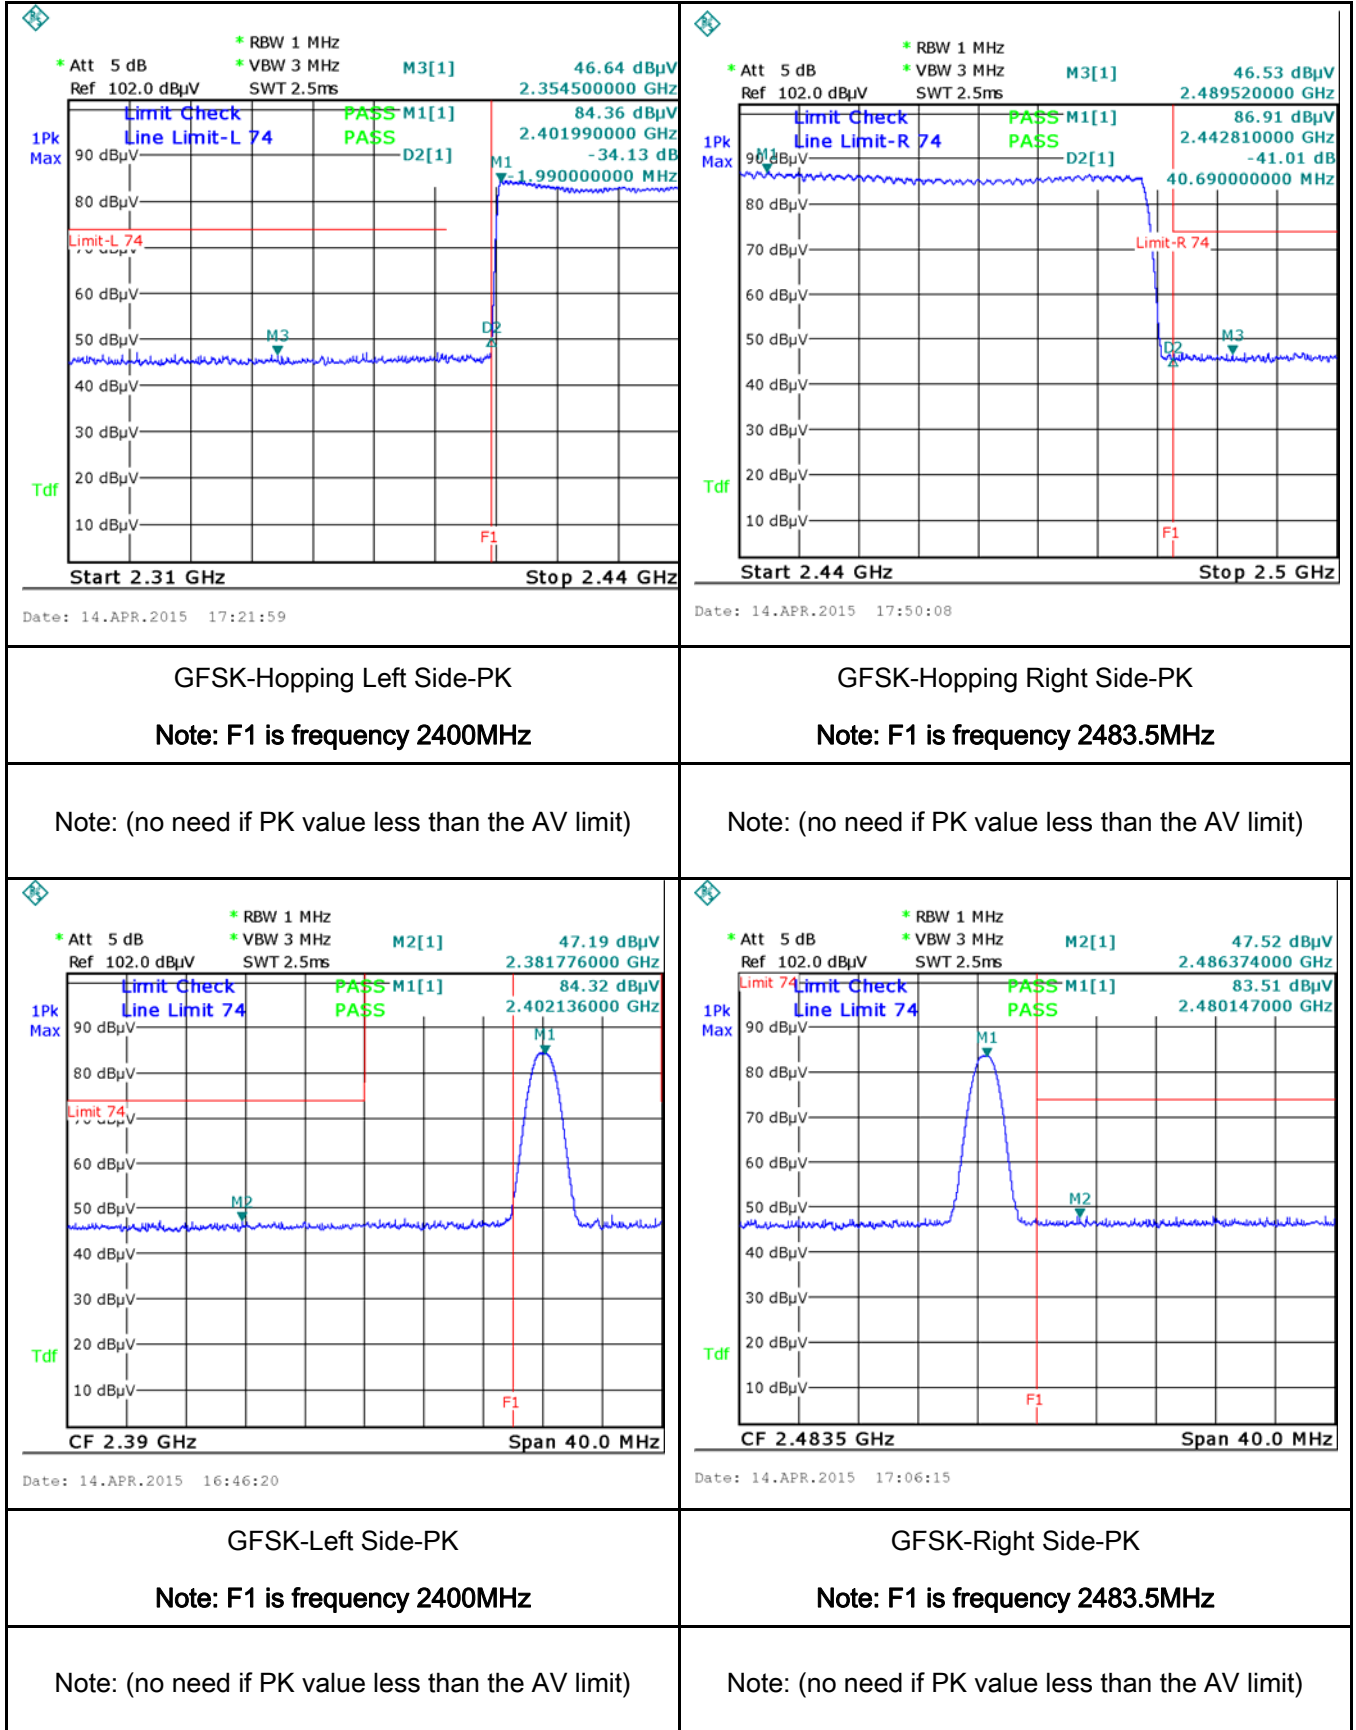 * RBW 1 MHz
* Att 5 dB * VBW 3 MHz M3[1] 46.64 dBµV
Ref 102.0 dBµV SWT 2.5ms 2.354500000 GHz
Limit Check PASS M1[1] 84.36 dBµV
1Pk Line Limit-L 74 PASS 2.401990000 GHz
Max 90 dBµV D2[1] -34.13 dB
M1 -1.990000000 MHz
80 dBµV
Limit-L 74
70 dBµV
60 dBµV
50 dBµV M3 D2
40 dBµV
30 dBµV
20 dBµV
Tdf
10 dBµV
F1
Start 2.31 GHz Stop 2.44 GHz
Date: 14.APR.2015 17:21:59
* RBW 1 MHz
* Att 5 dB * VBW 3 MHz M3[1] 46.53 dBµV
Ref 102.0 dBµV SWT 2.5ms 2.489520000 GHz
Limit Check PASS M1[1] 86.91 dBµV
1Pk Line Limit-R 74 PASS 2.442810000 GHz
Max 90 dBµV M1 D2[1] -41.01 dB
40.690000000 MHz
80 dBµV
Limit-R 74
70 dBµV
60 dBµV
50 dBµV D2 M3
40 dBµV
30 dBµV
20 dBµV
Tdf
10 dBµV
F1
Start 2.44 GHz Stop 2.5 GHz
Date: 14.APR.2015 17:50:08
GFSK-Hopping Left Side-PK
Note: F1 is frequency 2400MHz
GFSK-Hopping Right Side-PK
Note: F1 is frequency 2483.5MHz
Note: (no need if PK value less than the AV limit)
Note: (no need if PK value less than the AV limit)
* RBW 1 MHz
* Att 5 dB * VBW 3 MHz M2[1] 47.19 dBµV
Ref 102.0 dBµV SWT 2.5ms 2.381776000 GHz
Limit Check PASS M1[1] 84.32 dBµV
1Pk Line Limit 74 PASS 2.402136000 GHz
Max 90 dBµV M1
80 dBµV
Limit 74
70 dBµV
60 dBµV
50 dBµV M2
40 dBµV
30 dBµV
20 dBµV
Tdf
10 dBµV
F1
CF 2.39 GHz Span 40.0 MHz
Date: 14.APR.2015 16:46:20
* RBW 1 MHz
* Att 5 dB * VBW 3 MHz M2[1] 47.52 dBµV
Ref 102.0 dBµV SWT 2.5ms 2.486374000 GHz
Limit 74 Limit Check PASS M1[1] 83.51 dBµV
1Pk Line Limit 74 PASS 2.480147000 GHz
Max 90 dBµV M1
80 dBµV
70 dBµV
60 dBµV
50 dBµV M2
40 dBµV
30 dBµV
20 dBµV
Tdf
10 dBµV
F1
CF 2.4835 GHz Span 40.0 MHz
Date: 14.APR.2015 17:06:15
GFSK-Left Side-PK
Note: F1 is frequency 2400MHz
GFSK-Right Side-PK
Note: F1 is frequency 2483.5MHz
Note: (no need if PK value less than the AV limit)
Note: (no need if PK value less than the AV limit)